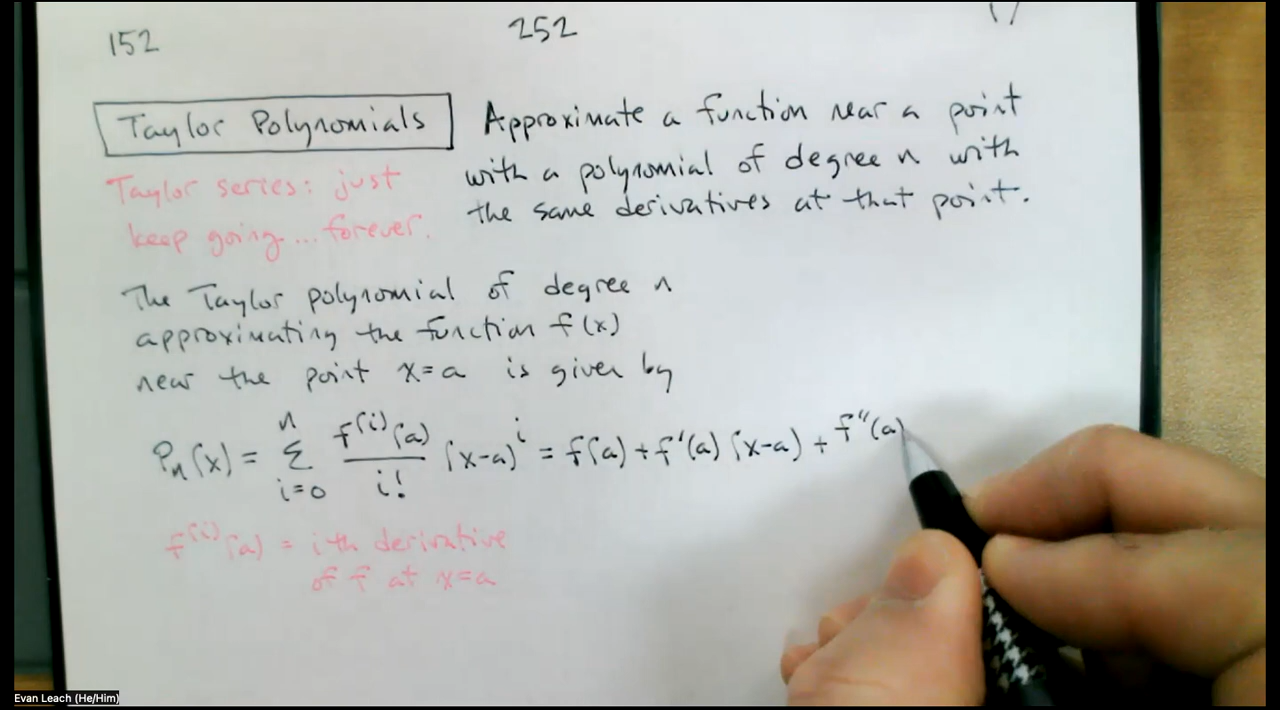 152
252
Taylor Polynomials
Approximate a function near a point
with a polynomial of degree n with
the same derivatives at that point.
Taylor series: just
keep going... forever.
The Taylor polynomial of degree n
approximating the function f(x)
near the point x=a is given by
Pₙ(x) = Σ_{i=0}^{n} f⁽ⁱ⁾(a)/i! (x-a)ⁱ = f(a) + f'(a) (x-a) + f''(a)
f⁽ⁱ⁾(a) = ith derivative
of f at x=a
Evan Leach (He/Him)